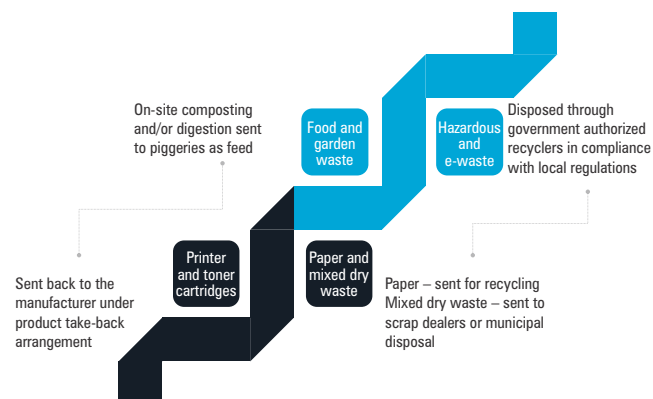 On-site composting
and/or digestion sent
to piggeries as feed
Food and
garden
waste
Hazardous
and
e-waste
Disposed through
government authorized
recyclers in compliance
with local regulations
Sent back to the
manufacturer under
product take-back
arrangement
Printer
and toner
cartridges
Paper and
mixed dry
waste
Paper – sent for recycling
Mixed dry waste – sent to
scrap dealers or municipal
disposal